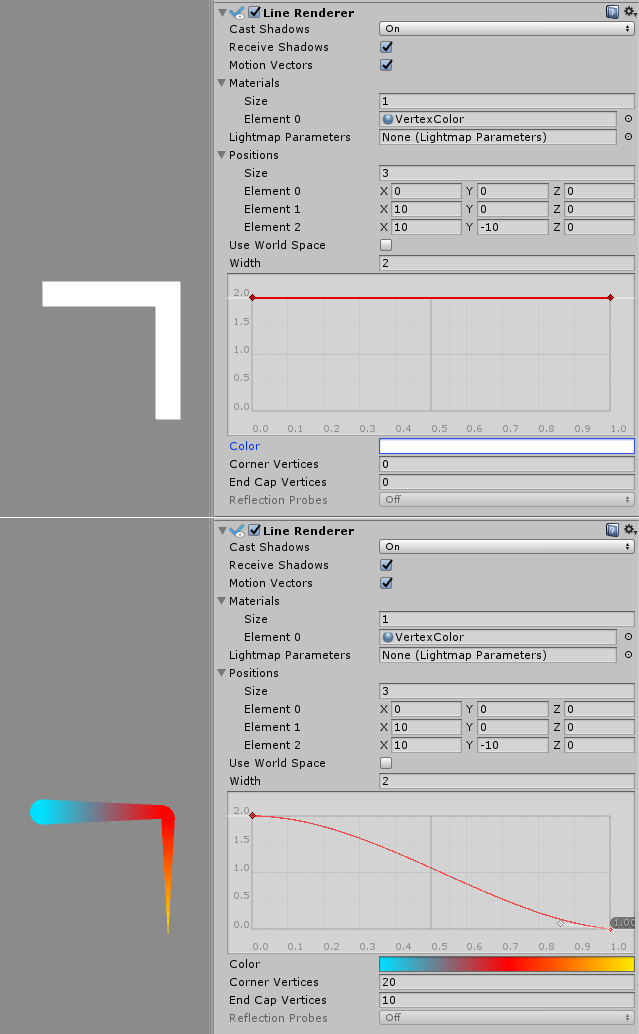 Line Renderer
Cast Shadows On
Receive Shadows
Motion Vectors
Materials
Size 1
Element 0 VertexColor
Lightmap Parameters None (Lightmap Parameters)
Positions
Size 3
Element 0 X 0 Y 0 Z 0
Element 1 X 10 Y 0 Z 0
Element 2 X 10 Y -10 Z 0
Use World Space
Width 2
2.0
1.5
1.0
0.5
0.0
0.0 0.1 0.2 0.3 0.4 0.5 0.6 0.7 0.8 0.9 1.0
Color
Corner Vertices 0
End Cap Vertices 0
Reflection Probes Off
Line Renderer
Cast Shadows On
Receive Shadows
Motion Vectors
Materials
Size 1
Element 0 VertexColor
Lightmap Parameters None (Lightmap Parameters)
Positions
Size 3
Element 0 X 0 Y 0 Z 0
Element 1 X 10 Y 0 Z 0
Element 2 X 10 Y -10 Z 0
Use World Space
Width 2
2.0
1.5
1.0
0.5
0.0
0.0 0.1 0.2 0.3 0.4 0.5 0.6 0.7 0.8 0.9 1.0
Color
Corner Vertices 20
End Cap Vertices 10
Reflection Probes Off